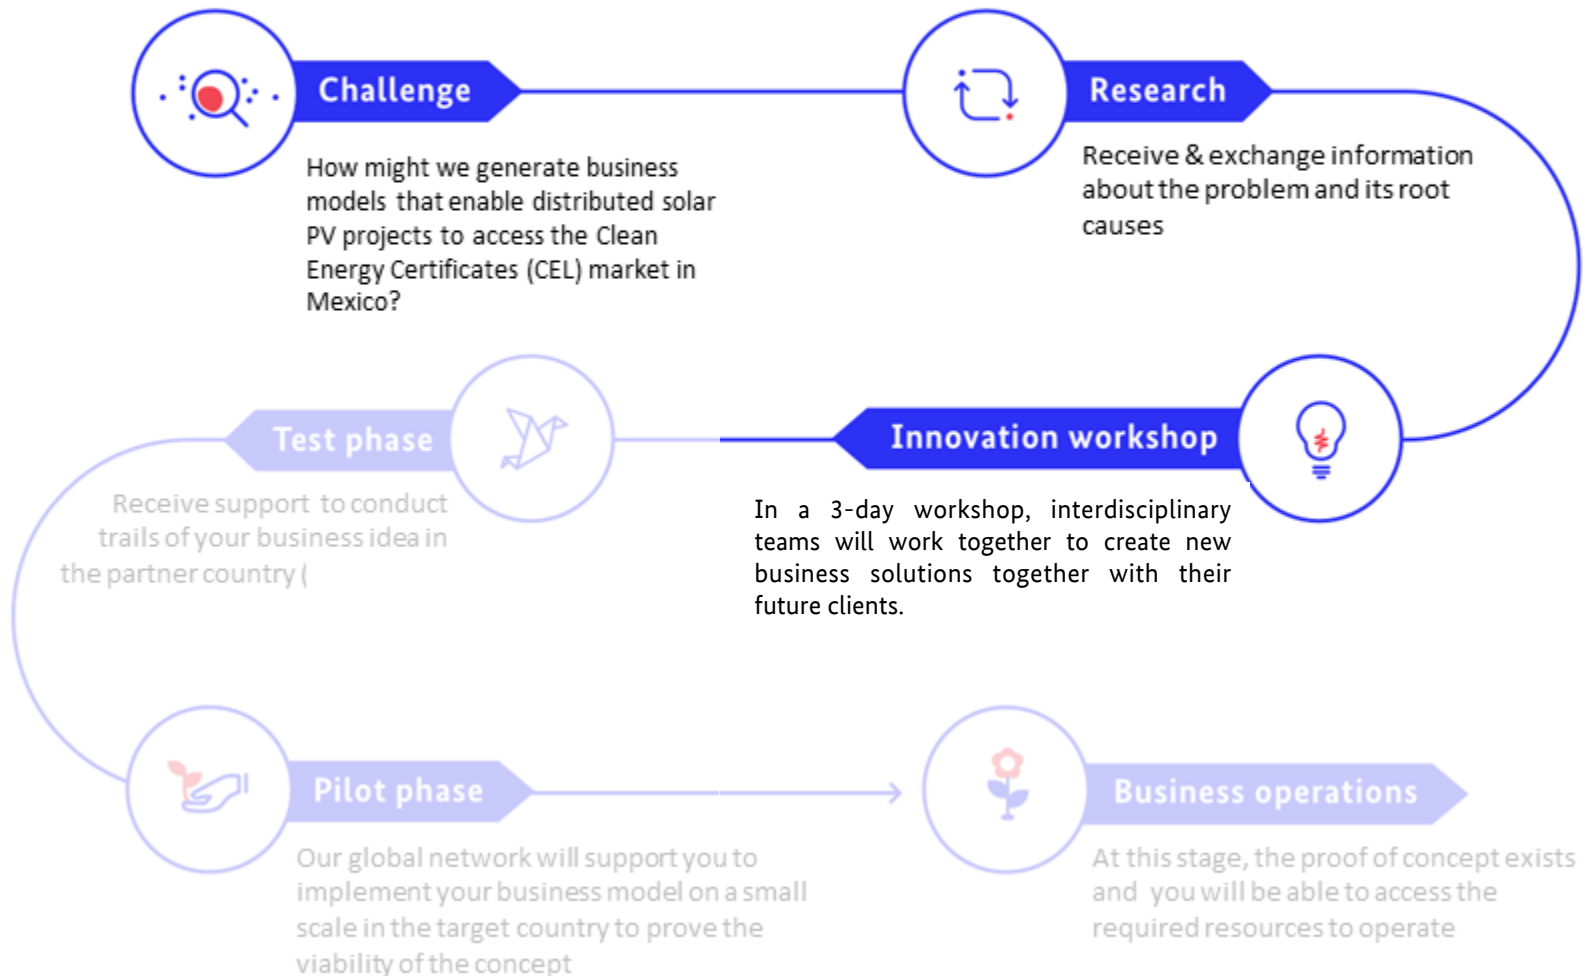 Challenge
How might we generate business
models that enable distributed solar
PV projects to access the Clean
Energy Certificates (CEL) market in
Mexico?
Research
Receive & exchange information
about the problem and its root
causes
Innovation workshop
In a 3-day workshop, interdisciplinary
teams will work together to create new
business solutions together with their
future clients.
Test phase
Receive support to conduct
trails of your business idea in
the partner country (
Pilot phase
Our global network will support you to
implement your business model on a small
scale in the target country to prove the
viability of the concept
Business operations
At this stage, the proof of concept exists
and you will be able to access the
required resources to operate